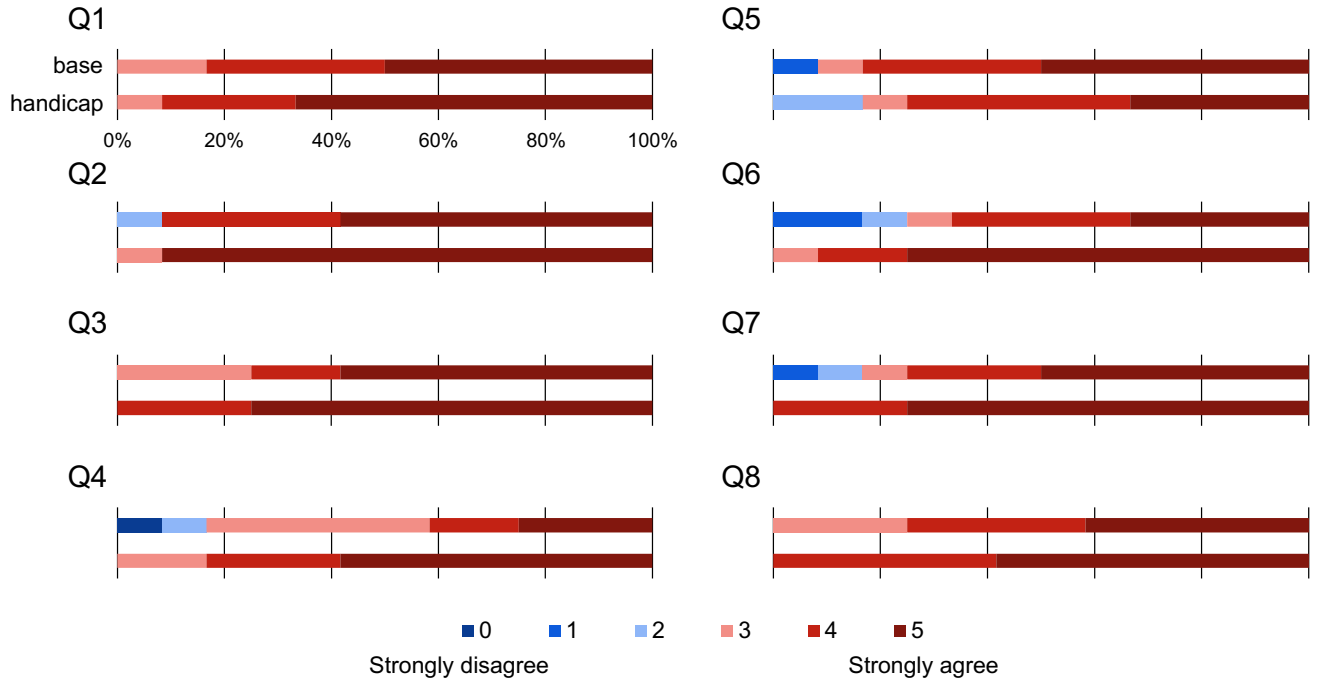 Q1
base
handicap
0% 20% 40% 60% 80% 100%
Q2
Q3
Q4
Q5
Q6
Q7
Q8
0 1 2 3 4 5
Strongly disagree Strongly agree